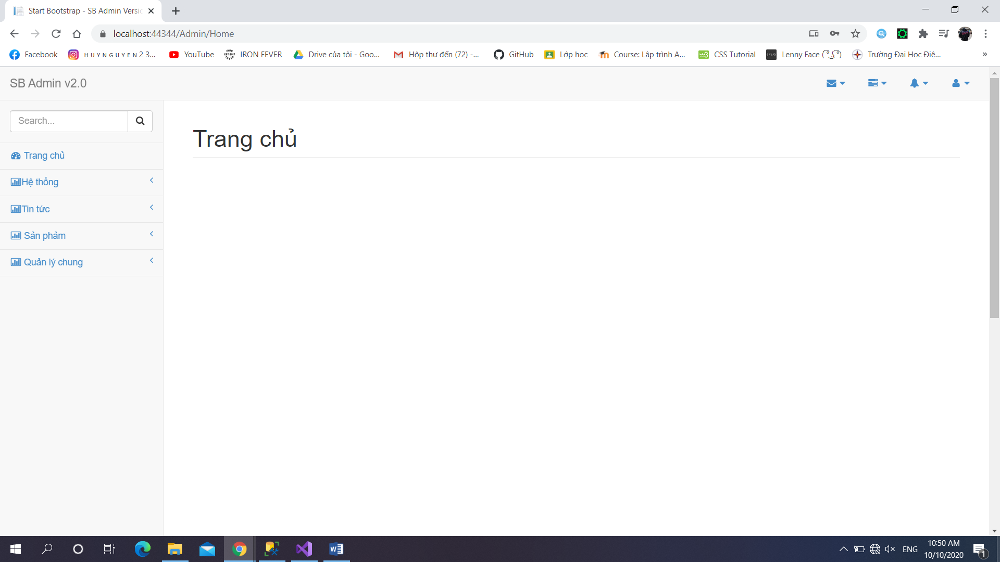 Start Bootstrap - SB Admin Versic
localhost:44344/Admin/Home
Facebook
H U Y N G U Y E N 2 3...
YouTube
IRON FEVER
Drive của tôi - Goo...
Hộp thư đến (72) -...
GitHub
Lớp học
Course: Lập trình A...
CSS Tutorial
Lenny Face ( ͡° ͜ʖ ͡°)
Trường Đại Học Điệ...
»
SB Admin v2.0
Search...
Trang chủ
Trang chủ
Hệ thống
Tin tức
Sản phảm
Quản lý chung
ENG
10:50 AM
10/10/2020
1